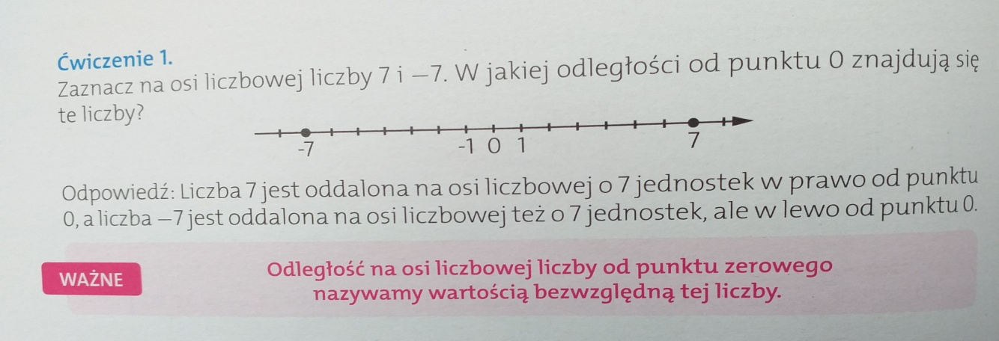 Ćwiczenie 1.
Zaznacz na osi liczbowej liczby 7 i –7. W jakiej odległości od punktu 0 znajdują się
te liczby?
-7 -1 0 1 7
Odpowiedź: Liczba 7 jest oddalona na osi liczbowej o 7 jednostek w prawo od punktu
0, a liczba –7 jest oddalona na osi liczbowej też o 7 jednostek, ale w lewo od punktu 0.
WAŻNE
Odległość na osi liczbowej liczby od punktu zerowego
nazywamy wartością bezwzględną tej liczby.